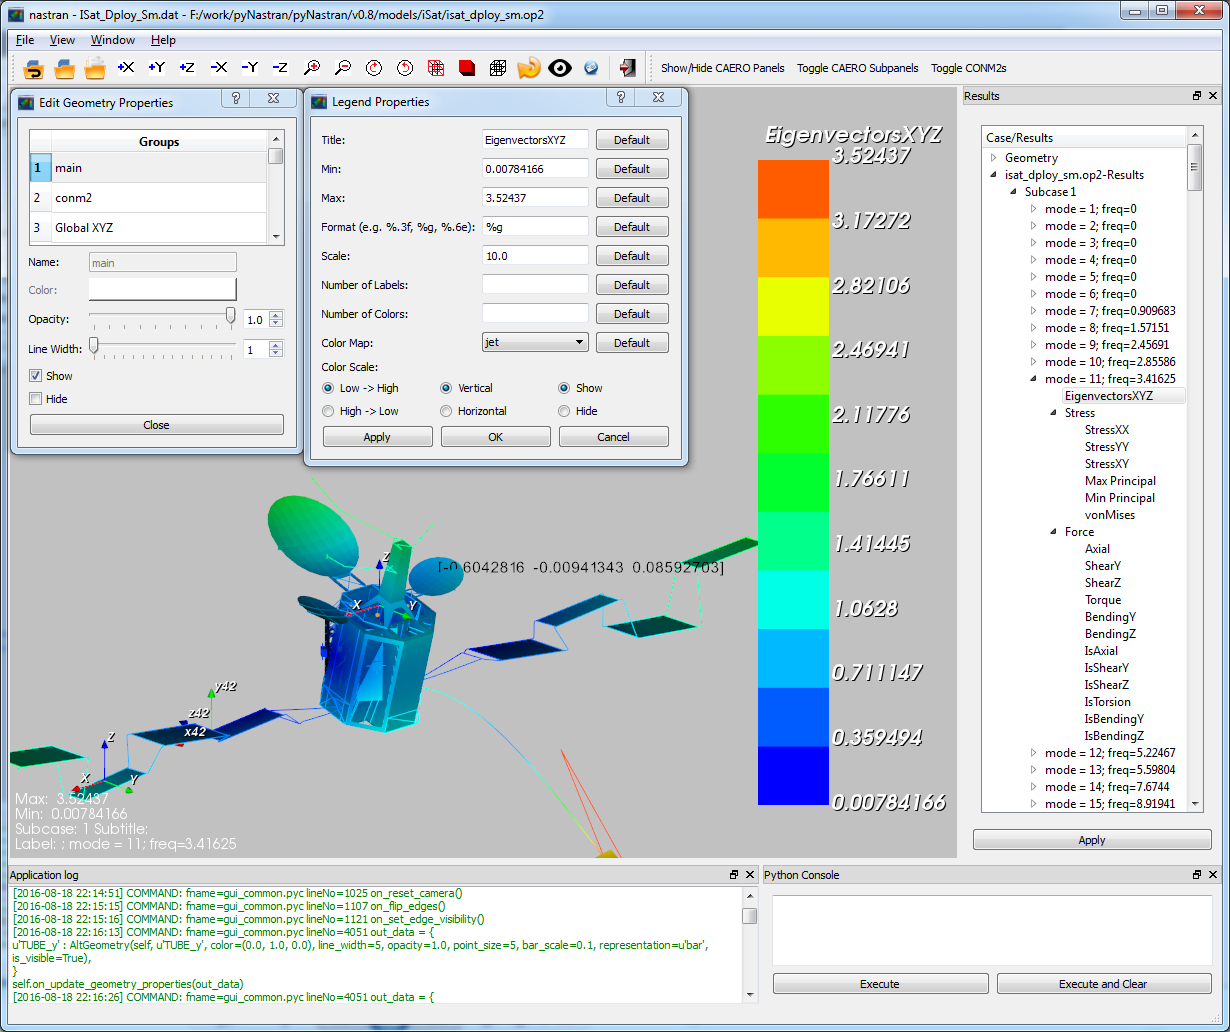 nastran - ISat_Dploy_Sm.dat - F:/work/pyNastran/pyNastran/v0.8/models/iSat/isat_dploy_sm.op2
File View Window Help
+X +Y +Z -X -Y -Z Show/Hide CAERO Panels Toggle CAERO Subpanels Toggle CONM2s
Edit Geometry Properties
Groups
1 main
2 conm2
3 Global XYZ
Name: main
Color:
Opacity: 1.0
Line Width: 1
Show
Hide
Close
Legend Properties
Title: EigenvectorsXYZ Default
Min: 0.00784166 Default
Max: 3.52437 Default
Format (e.g. %.3f, %g, %.6e): %g Default
Scale: 10.0 Default
Number of Labels: Default
Number of Colors: Default
Color Map: jet Default
Color Scale:
Low -> High Vertical Show
High -> Low Horizontal Hide
Apply OK Cancel
EigenvectorsXYZ
3.52437
3.17272
2.82106
2.46941
2.11776
1.76611
1.41445
1.0628
0.711147
0.359494
0.00784166
[-0.6042816 -0.00941343 0.08592703]
Z
X
Y
y42
z42
x42
Z
X
Y
Max: 3.52437
Min: 0.00784166
Subcase: 1 Subtitle:
Label: ; mode = 11; freq=3.41625
Results
Case/Results
Geometry
isat_dploy_sm.op2-Results
Subcase 1
mode = 1; freq=0
mode = 2; freq=0
mode = 3; freq=0
mode = 4; freq=0
mode = 5; freq=0
mode = 6; freq=0
mode = 7; freq=0.909683
mode = 8; freq=1.57151
mode = 9; freq=2.45691
mode = 10; freq=2.85586
mode = 11; freq=3.41625
EigenvectorsXYZ
Stress
StressXX
StressYY
StressXY
Max Principal
Min Principal
vonMises
Force
Axial
ShearY
ShearZ
Torque
BendingY
BendingZ
IsAxial
IsShearY
IsShearZ
IsTorsion
IsBendingY
IsBendingZ
mode = 12; freq=5.22467
mode = 13; freq=5.59804
mode = 14; freq=7.6744
mode = 15; freq=8.91941
Apply
Application log
[2016-08-18 22:14:51] COMMAND: fname=gui_common.pyc lineNo=1025 on_reset_camera()
[2016-08-18 22:15:15] COMMAND: fname=gui_common.pyc lineNo=1107 on_flip_edges()
[2016-08-18 22:15:16] COMMAND: fname=gui_common.pyc lineNo=1121 on_set_edge_visibility()
[2016-08-18 22:16:13] COMMAND: fname=gui_common.pyc lineNo=4051 out_data = {
u'TUBE_y' : AltGeometry(self, u'TUBE_y', color=(0.0, 1.0, 0.0), line_width=5, opacity=1.0, point_size=5, bar_scale=0.1, representation=u'bar',
is_visible=True),
}
self.on_update_geometry_properties(out_data)
[2016-08-18 22:16:26] COMMAND: fname=gui_common.pyc lineNo=4051 out_data = {
Python Console
Execute Execute and Clear